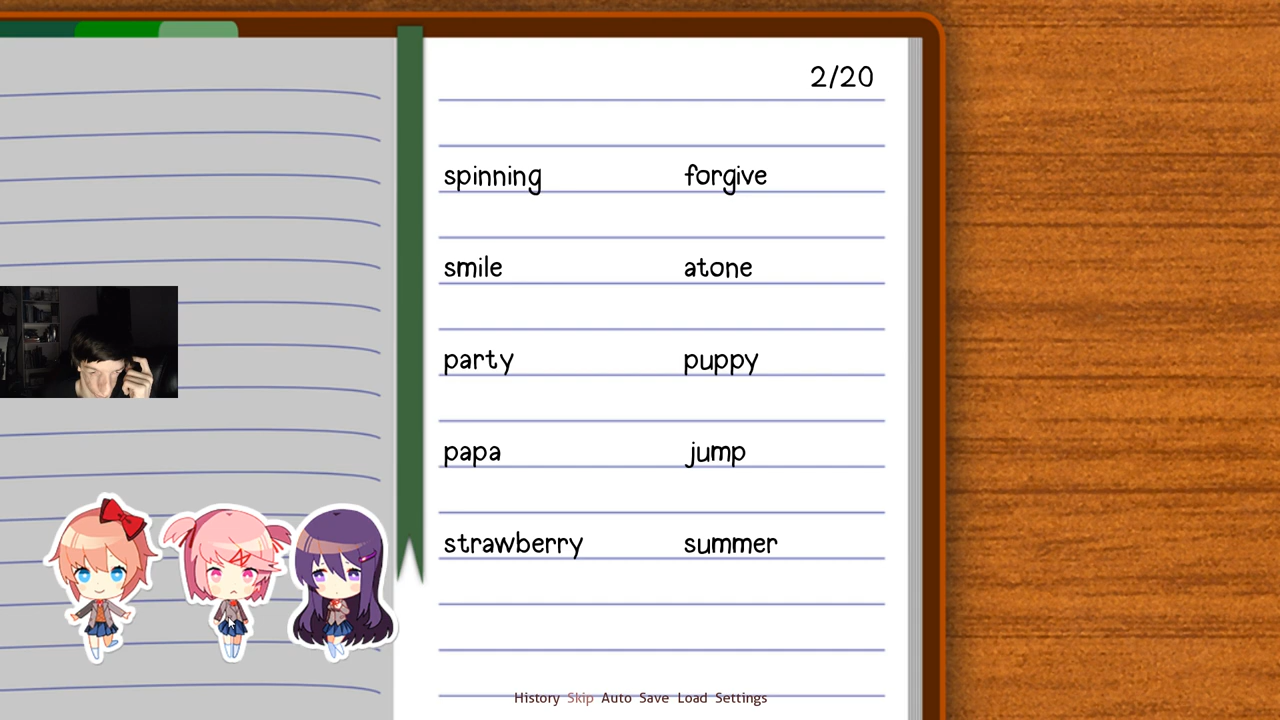 2/20
spinning forgive
smile atone
party puppy
papa jump
strawberry summer
History Skip Auto Save Load Settings